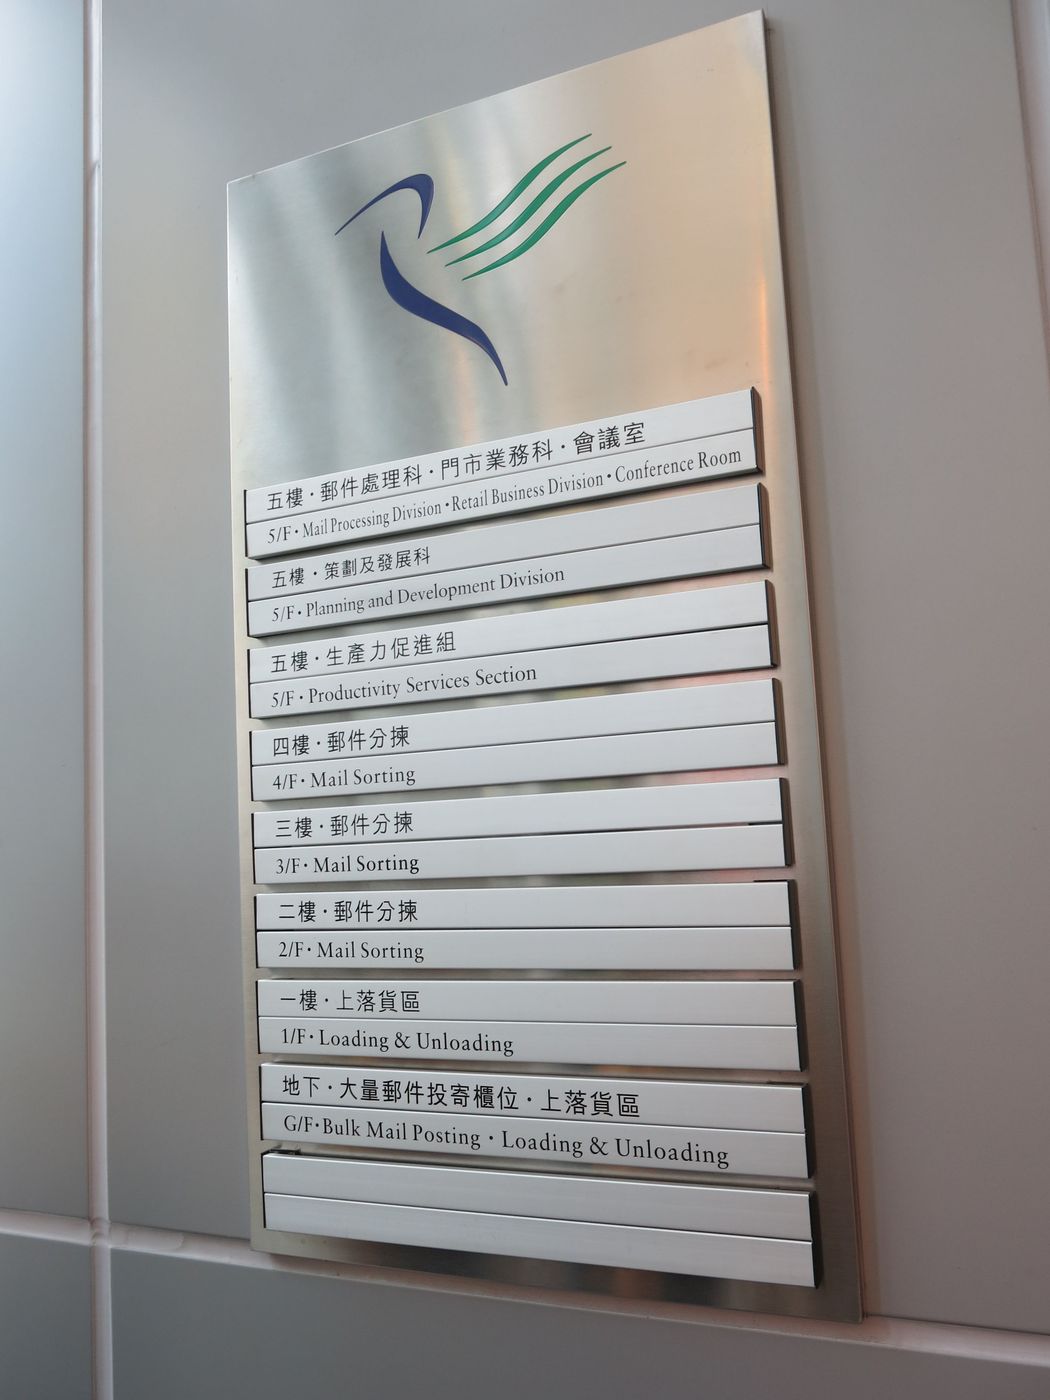 五樓·郵件處理科·門市業務科·會議室
5/F·Mail Processing Division·Retail Business Division·Conference Room
五樓·策劃及發展科
5/F·Planning and Development Division
五樓·生產力促進組
5/F·Productivity Services Section
四樓·郵件分揀
4/F·Mail Sorting
三樓·郵件分揀
3/F·Mail Sorting
二樓·郵件分揀
2/F·Mail Sorting
一樓·上落貨區
1/F·Loading & Unloading
地下·大量郵件投寄櫃位·上落貨區
G/F·Bulk Mail Posting·Loading & Unloading